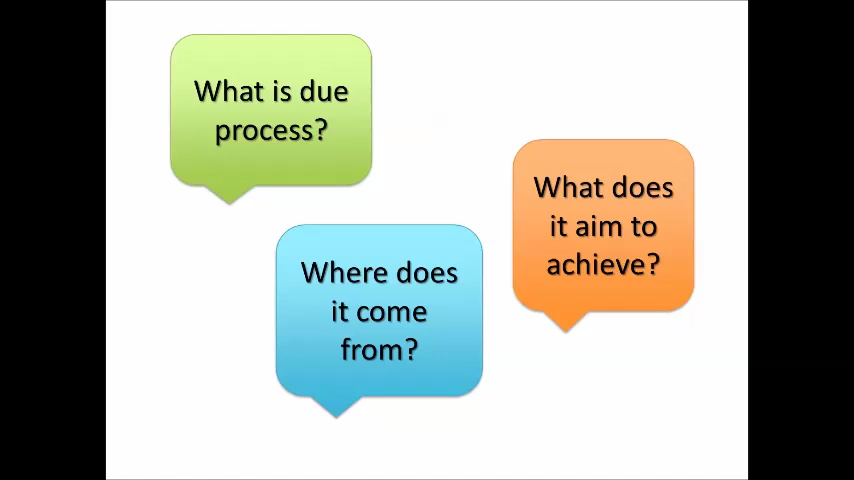 What is due
process?
Where does
it come
from?
What does
it aim to
achieve?